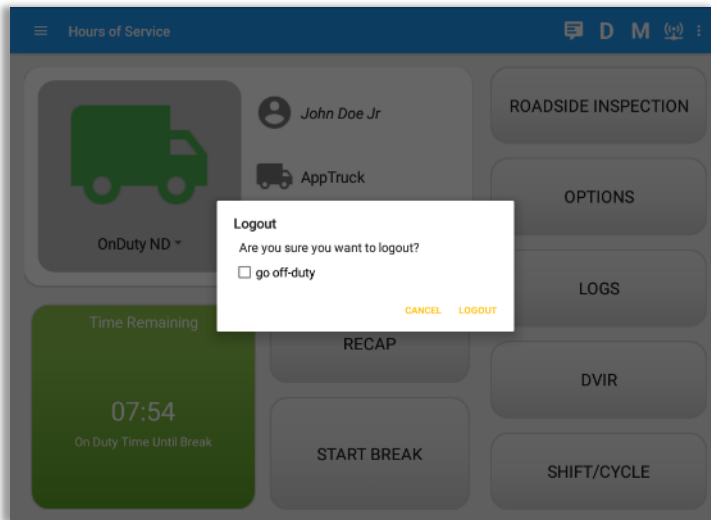 Hours of Service
D M
John Doe Jr
AppTruck
OnDuty ND
ROADSIDE INSPECTION
OPTIONS
LOGS
DVIR
SHIFT/CYCLE
Logout
Are you sure you want to logout?
go off-duty
CANCEL LOGOUT
Time Remaining
07:54
On Duty Time Until Break
RECAP
START BREAK